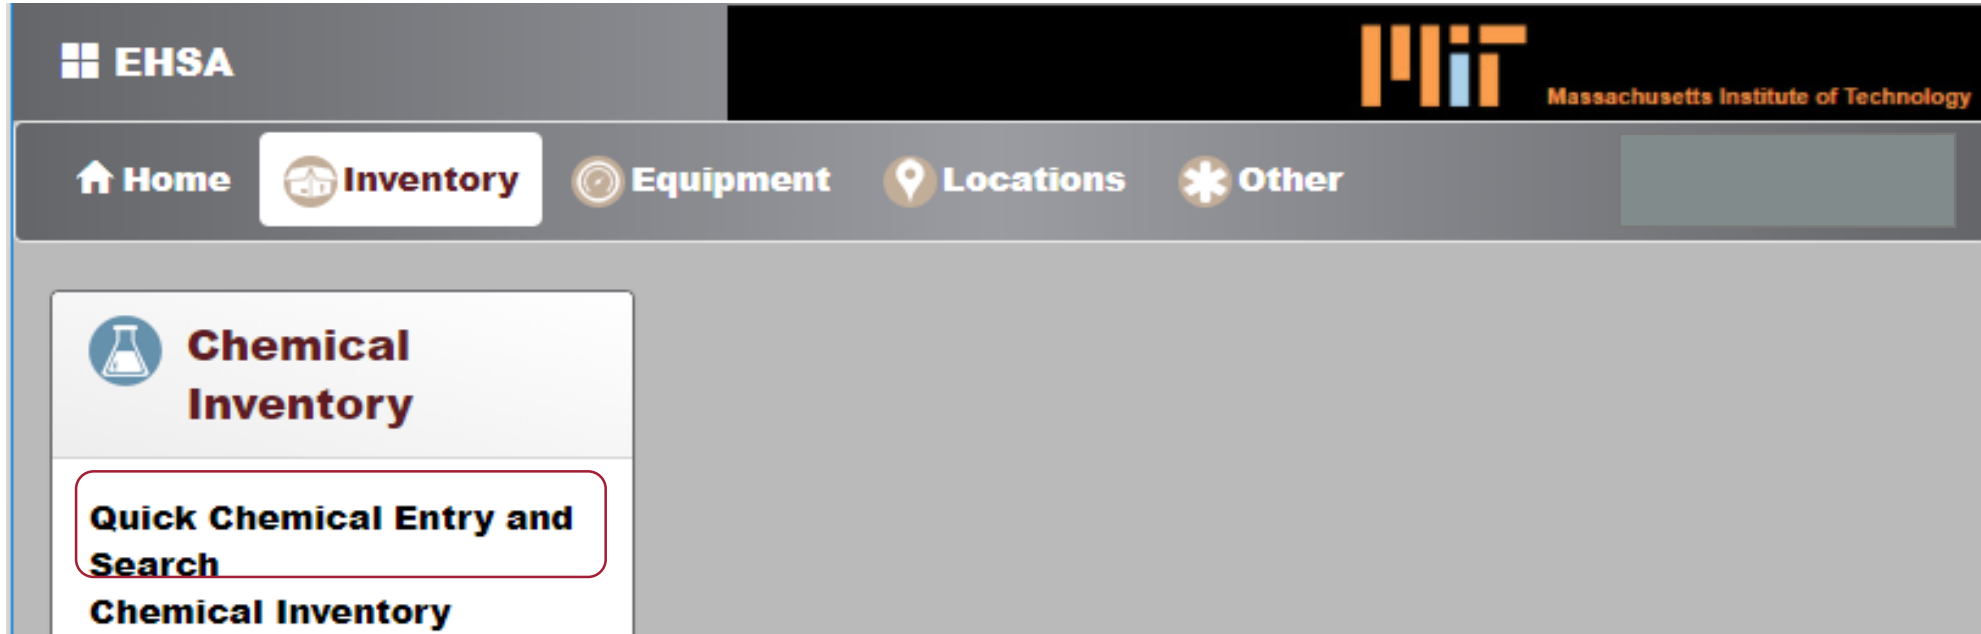 EHSA
MIT
Massachusetts Institute of Technology
Home Inventory Equipment Locations Other
Chemical
Inventory
Quick Chemical Entry and
Search
Chemical Inventory